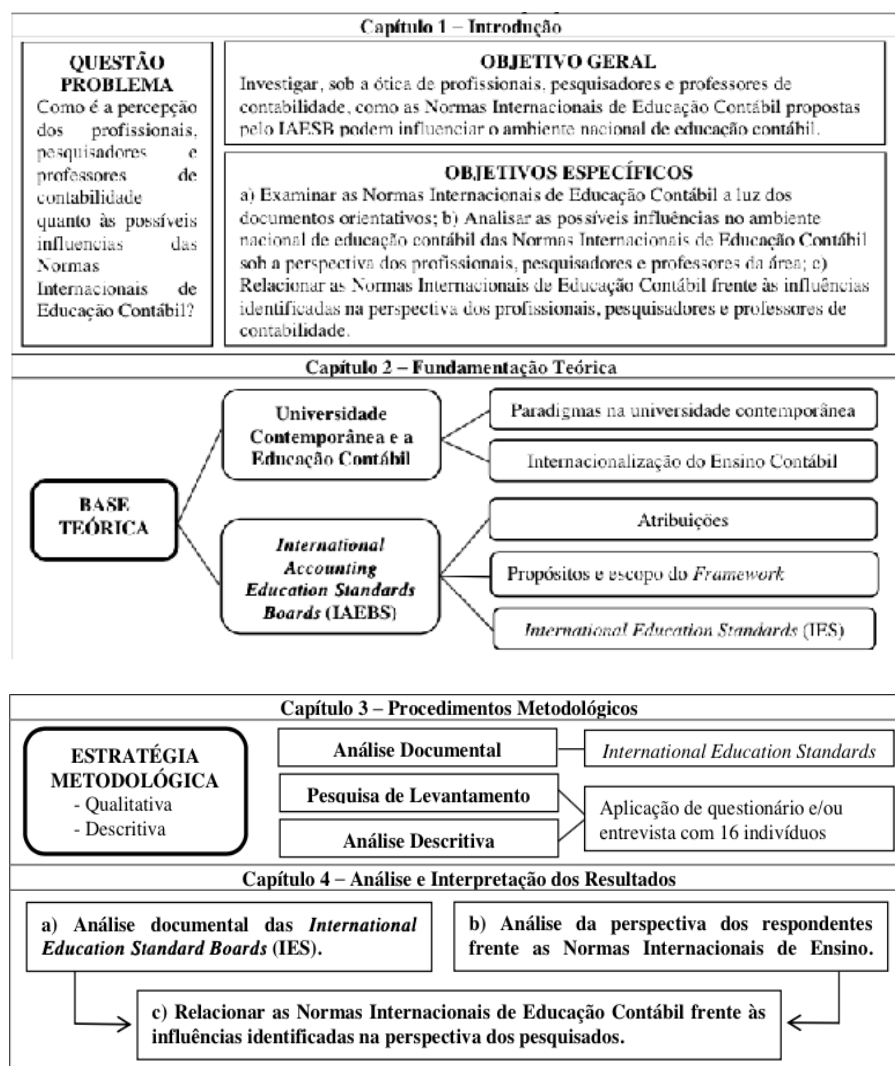 Capítulo 1 – Introdução
QUESTÃO
PROBLEMA
Como é a percepção
dos profissionais,
pesquisadores e
professores de
contabilidade
quanto às possíveis
influencias das
Normas
Internacionais de
Educação Contábil?
OBJETIVO GERAL
Investigar, sob a ótica de profissionais, pesquisadores e professores de
contabilidade, como as Normas Internacionais de Educação Contábil propostas
pelo IAESB podem influenciar o ambiente nacional de educação contábil.
OBJETIVOS ESPECÍFICOS
a) Examinar as Normas Internacionais de Educação Contábil a luz dos
documentos orientativos; b) Analisar as possíveis influências no ambiente
nacional de educação contábil das Normas Internacionais de Educação Contábil
sob a perspectiva dos profissionais, pesquisadores e professores da área; c)
Relacionar as Normas Internacionais de Educação Contábil frente às influências
identificadas na perspectiva dos profissionais, pesquisadores e professores de
contabilidade.
Capítulo 2 – Fundamentação Teórica
BASE
TEÓRICA
Universidade
Contemporânea e a
Educação Contábil
Paradigmas na universidade contemporânea
Internacionalização do Ensino Contábil
International
Accounting
Education Standards
Boards (IAEBS)
Atribuições
Propósitos e escopo do Framework
International Education Standards (IES)
Capítulo 3 – Procedimentos Metodológicos
ESTRATÉGIA
METODOLÓGICA
- Qualitativa
- Descritiva
Análise Documental
International Education Standards
Pesquisa de Levantamento
Análise Descritiva
Aplicação de questionário e/ou
entrevista com 16 indivíduos
Capítulo 4 – Análise e Interpretação dos Resultados
a) Análise documental das International
Education Standard Boards (IES).
b) Análise da perspectiva dos respondentes
frente as Normas Internacionais de Ensino.
c) Relacionar as Normas Internacionais de Educação Contábil frente às
influências identificadas na perspectiva dos pesquisados.